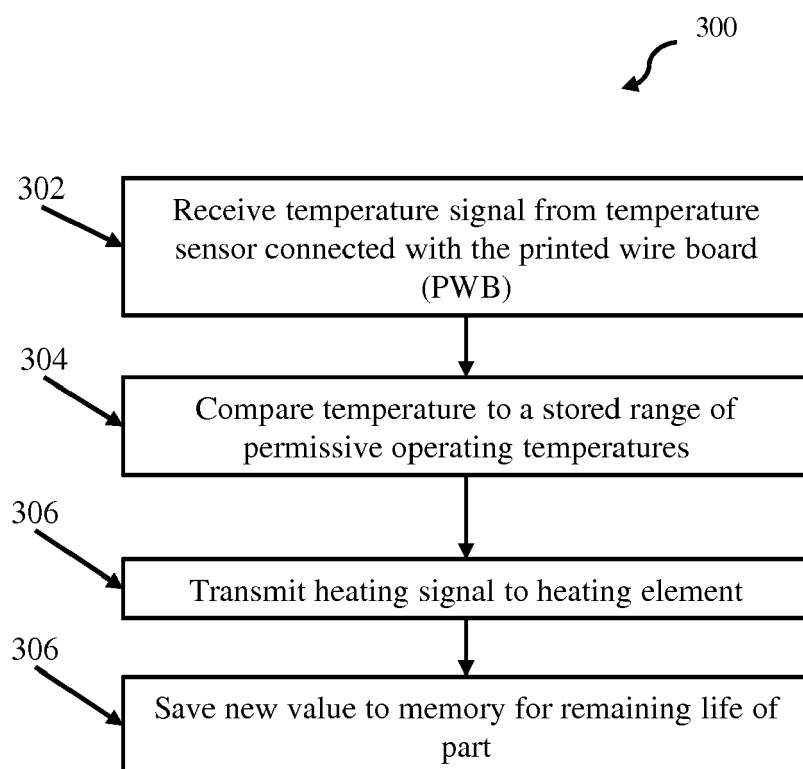 300
302
Receive temperature signal from temperature
sensor connected with the printed wire board
(PWB)
304
Compare temperature to a stored range of
permissive operating temperatures
306
Transmit heating signal to heating element
306
Save new value to memory for remaining life of
part